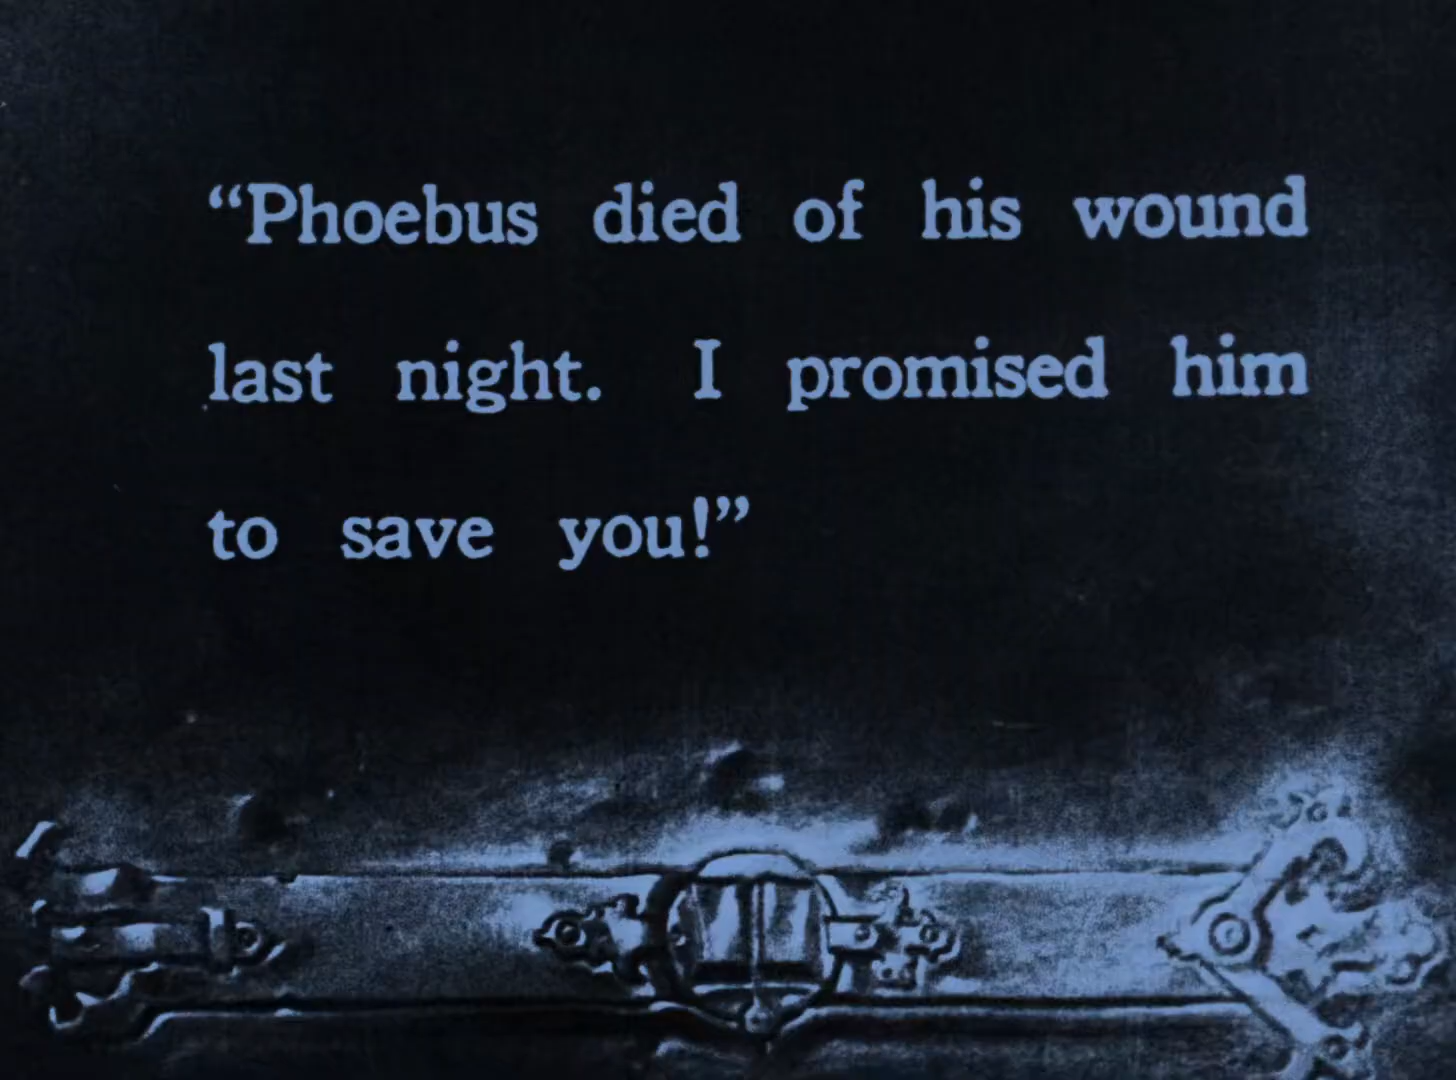 “Phoebus died of his wound
last night. I promised him
to save you!”